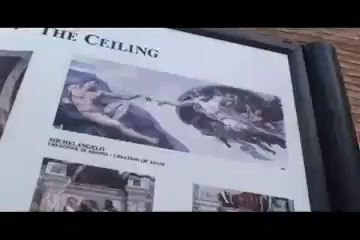 THE CEILING
MICHELANGELO
CREAZIONE DI ADAMO - CREATION OF ADAM